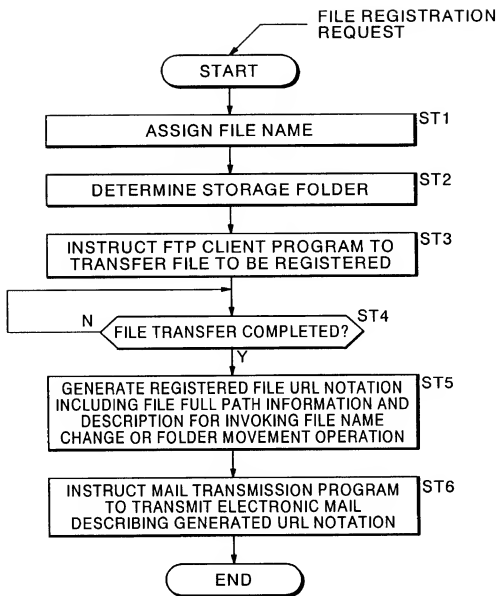 FILE REGISTRATION
REQUEST
START
ASSIGN FILE NAME
ST1
DETERMINE STORAGE FOLDER
ST2
INSTRUCT FTP CLIENT PROGRAM TO
TRANSFER FILE TO BE REGISTERED
ST3
N
FILE TRANSFER COMPLETED?
ST4
Y
GENERATE REGISTERED FILE URL NOTATION
INCLUDING FILE FULL PATH INFORMATION AND
DESCRIPTION FOR INVOKING FILE NAME
CHANGE OR FOLDER MOVEMENT OPERATION
ST5
INSTRUCT MAIL TRANSMISSION PROGRAM
TO TRANSMIT ELECTRONIC MAIL
DESCRIBING GENERATED URL NOTATION
ST6
END